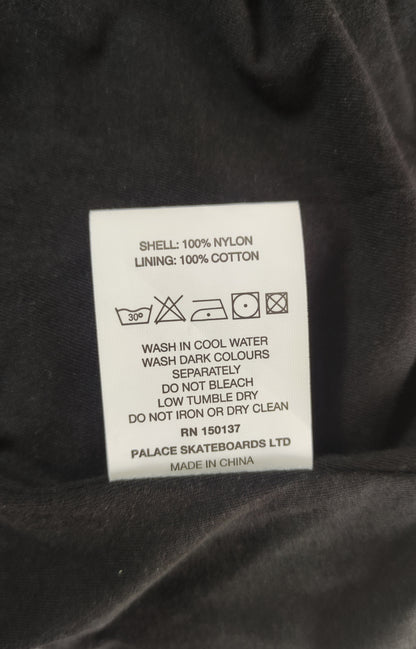 SHELL: 100% NYLON
LINING: 100% COTTON
30º
WASH IN COOL WATER
WASH DARK COLOURS
SEPARATELY
DO NOT BLEACH
LOW TUMBLE DRY
DO NOT IRON OR DRY CLEAN
RN 150137
PALACE SKATEBOARDS LTD
MADE IN CHINA